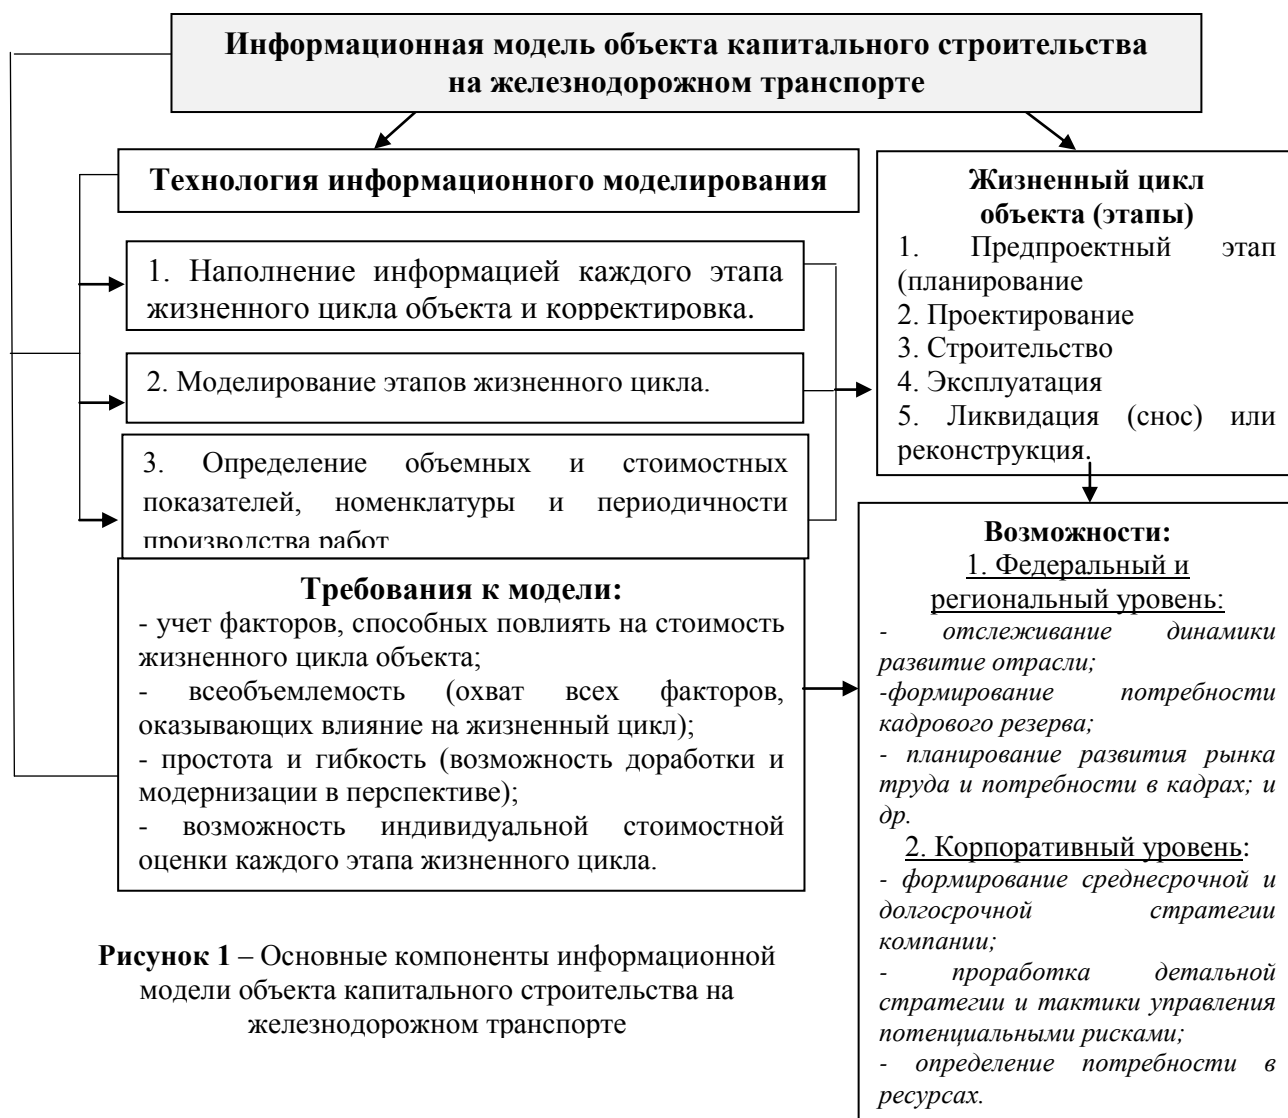 Информационная модель объекта капитального строительства
на железнодорожном транспорте
Технология информационного моделирования
1. Наполнение информацией каждого этапа
жизненного цикла объекта и корректировка.
2. Моделирование этапов жизненного цикла.
3. Определение объемных и стоимостных
показателей, номенклатуры и периодичности
производства работ
Требования к модели:
- учет факторов, способных повлиять на стоимость
жизненного цикла объекта;
- всеобъемлемость (охват всех факторов,
оказывающих влияние на жизненный цикл);
- простота и гибкость (возможность доработки и
модернизации в перспективе);
- возможность индивидуальной стоимостной
оценки каждого этапа жизненного цикла.
Жизненный цикл
объекта (этапы)
1. Предпроектный этап
(планирование
2. Проектирование
3. Строительство
4. Эксплуатация
5. Ликвидация (снос) или
реконструкция.
Возможности:
1. Федеральный и
региональный уровень:
- отслеживание динамики
развитие отрасли;
-формирование потребности
кадрового резерва;
- планирование развития рынка
труда и потребности в кадрах; и
др.
2. Корпоративный уровень:
- формирование среднесрочной и
долгосрочной стратегии
компании;
- проработка детальной
стратегии и тактики управления
потенциальными рисками;
- определение потребности в
ресурсах.
Рисунок 1 – Основные компоненты информационной
модели объекта капитального строительства на
железнодорожном транспорте